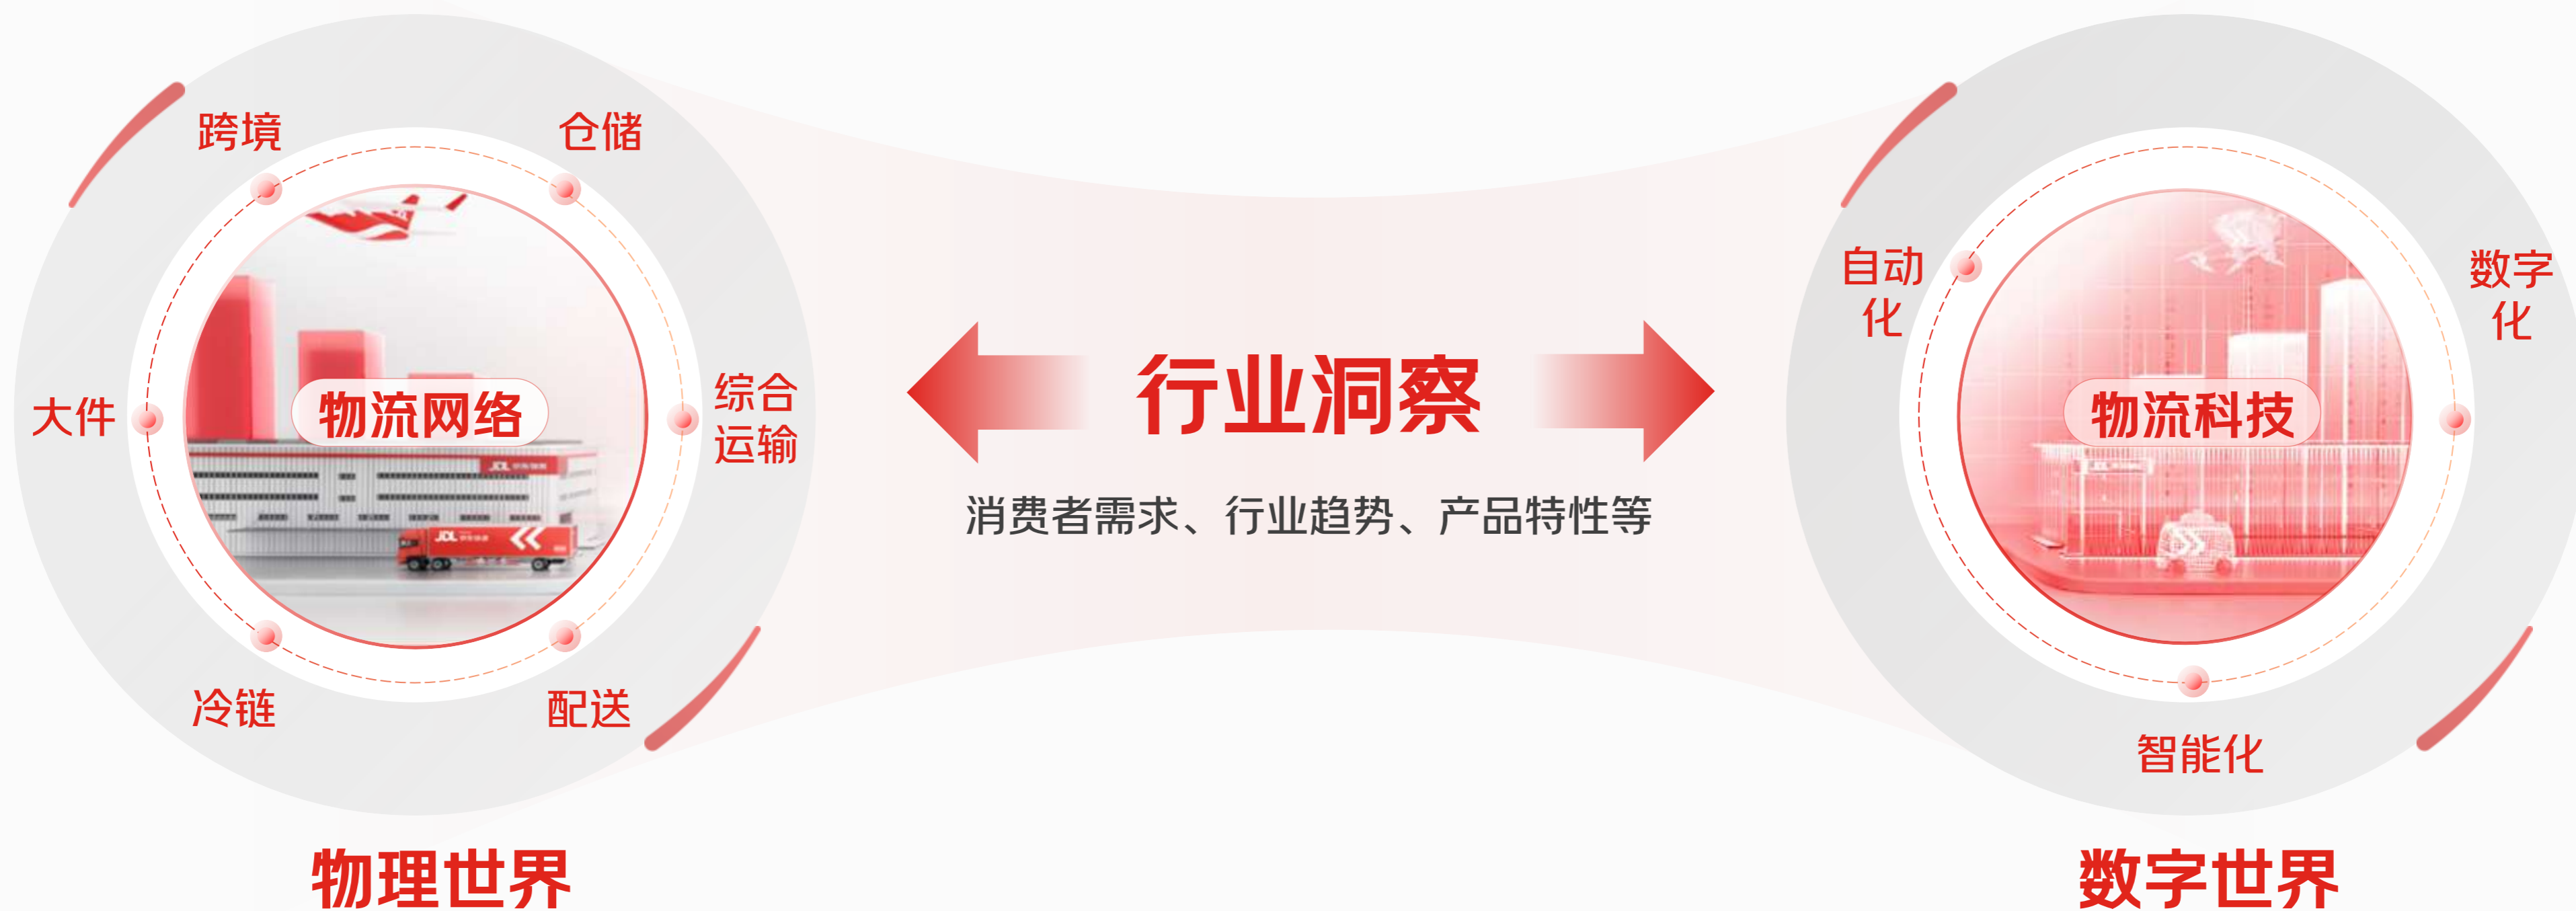 跨境
仓储
大件
物流网络
综合
运输
冷链
配送
JDL
JDL
物理世界
行业洞察
消费者需求、行业趋势、产品特性等
自动
化
数字
化
物流科技
JDL
智能化
数字世界